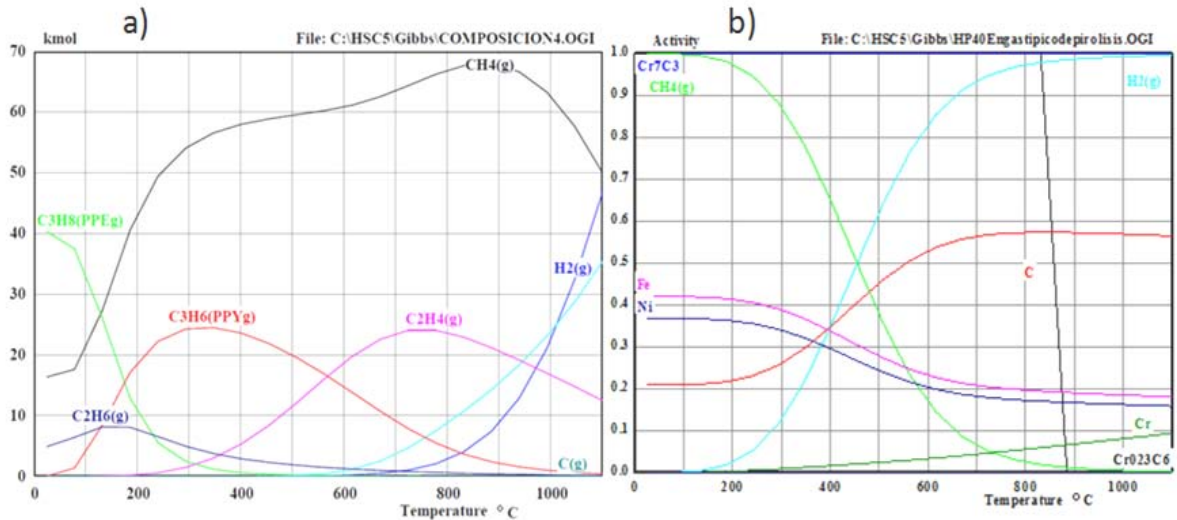 a)
kmol
File: C:\HSC5\Gibbs\COMPOSICION4.OGI
70
60
50
40
30
20
10
0
CH4(g)
C3H8(PPEg)
H2(g)
C3H6(PPYg)
C2H4(g)
C2H6(g)
C(g)
0
200
400
600
800
1000
Temperature °C
b)
Activity
File: C:\HSC5\Gibbs\HP40Engastipicodepirolisis.OGI
1.0
0.9
0.8
0.7
0.6
0.5
0.4
0.3
0.2
0.1
0.0
Cr7C3
CH4(g)
H2(g)
C
Fe
Ni
Cr
Cr023C6
0
200
400
600
800
1000
Temperature °C